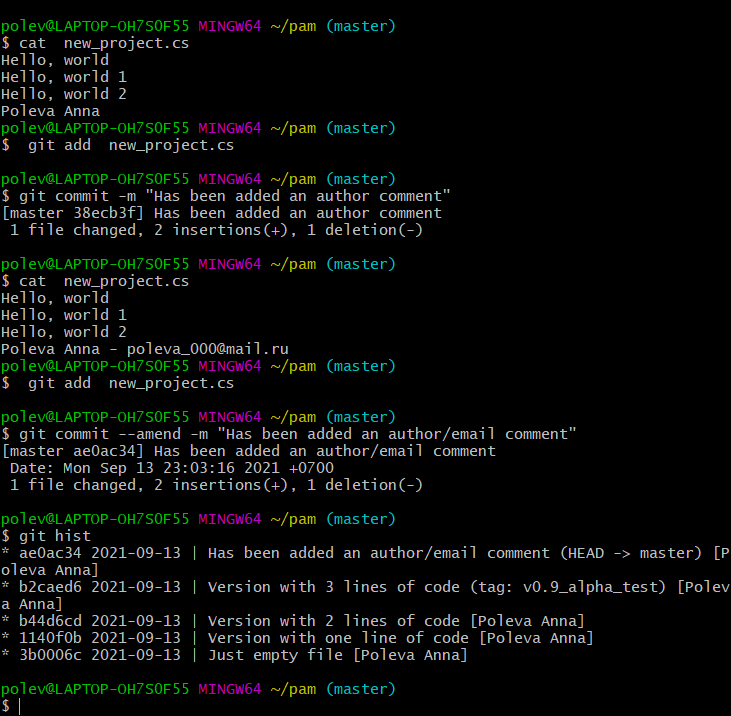 polev@LAPTOP-OH7SOF55 MINGW64 ~/pam (master)
$ cat  new_project.cs
Hello, world
Hello, world 1
Hello, world 2
Poleva Anna
polev@LAPTOP-OH7SOF55 MINGW64 ~/pam (master)
$  git add  new_project.cs
polev@LAPTOP-OH7SOF55 MINGW64 ~/pam (master)
$ git commit -m "Has been added an author comment"
[master 38ecb3f] Has been added an author comment
 1 file changed, 2 insertions(+), 1 deletion(-)
polev@LAPTOP-OH7SOF55 MINGW64 ~/pam (master)
$ cat  new_project.cs
Hello, world
Hello, world 1
Hello, world 2
Poleva Anna - poleva_000@mail.ru
polev@LAPTOP-OH7SOF55 MINGW64 ~/pam (master)
$  git add  new_project.cs
polev@LAPTOP-OH7SOF55 MINGW64 ~/pam (master)
$ git commit --amend -m "Has been added an author/email comment"
[master ae0ac34] Has been added an author/email comment
 Date: Mon Sep 13 23:03:16 2021 +0700
 1 file changed, 2 insertions(+), 1 deletion(-)
polev@LAPTOP-OH7SOF55 MINGW64 ~/pam (master)
$ git hist
* ae0ac34 2021-09-13 | Has been added an author/email comment (HEAD -> master) [P
oleva Anna]
* b2caed6 2021-09-13 | Version with 3 lines of code (tag: v0.9_alpha_test) [Polev
a Anna]
* b44d6cd 2021-09-13 | Version with 2 lines of code [Poleva Anna]
* 1140f0b 2021-09-13 | Version with one line of code [Poleva Anna]
* 3b0006c 2021-09-13 | Just empty file [Poleva Anna]
polev@LAPTOP-OH7SOF55 MINGW64 ~/pam (master)
$